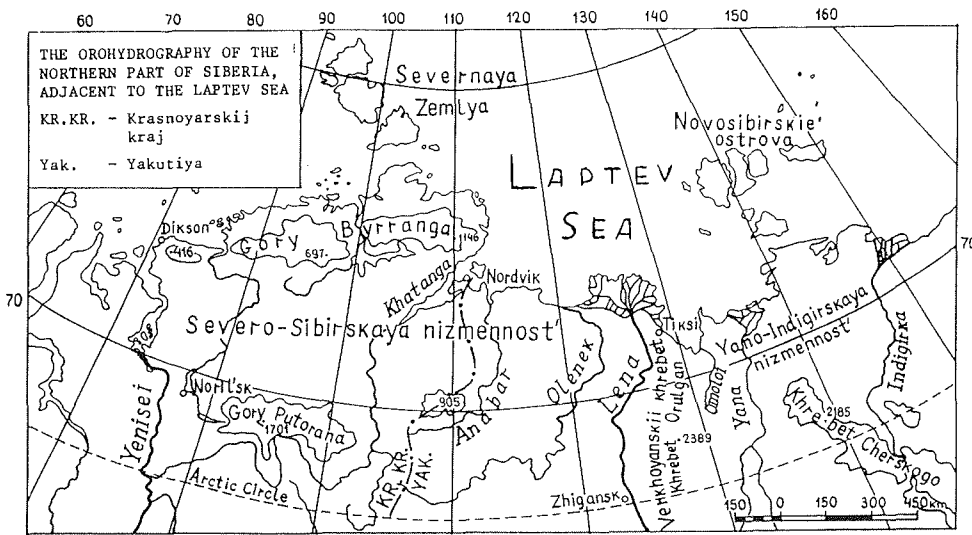 60 70 80 90 100 110 120 130 140 150 160
THE OROHYDROGRAPHY OF THE
NORTHERN PART OF SIBERIA,
ADJACENT TO THE LAPTEV SEA
KR.KR. - Krasnoyarskij
kraj
Yak. - Yakutiya
Severnaya
Zemlya
Novosibirskie
ostrova
LAPTEV
SEA
Dikson
416
Gory Byrranga
697
1146
Khatanga
Nordvik
70
70
Severo-Sibirskaya nizmennost'
Tiksi
Yano-Indigirskaya
nizmennost'
Noril'sk
Gory Putorana
1701
905
Anabar
Olenek
Lena
Verkhoyanskii khrebet
Khrebet Orulgan
2389
Omoloi
Yana
Indigirka
2185
Khrebet Cherskogo
Yenisei
Arctic Circle
KR. KR.
YAK.
Zhigansk
150 0 150 300 450km